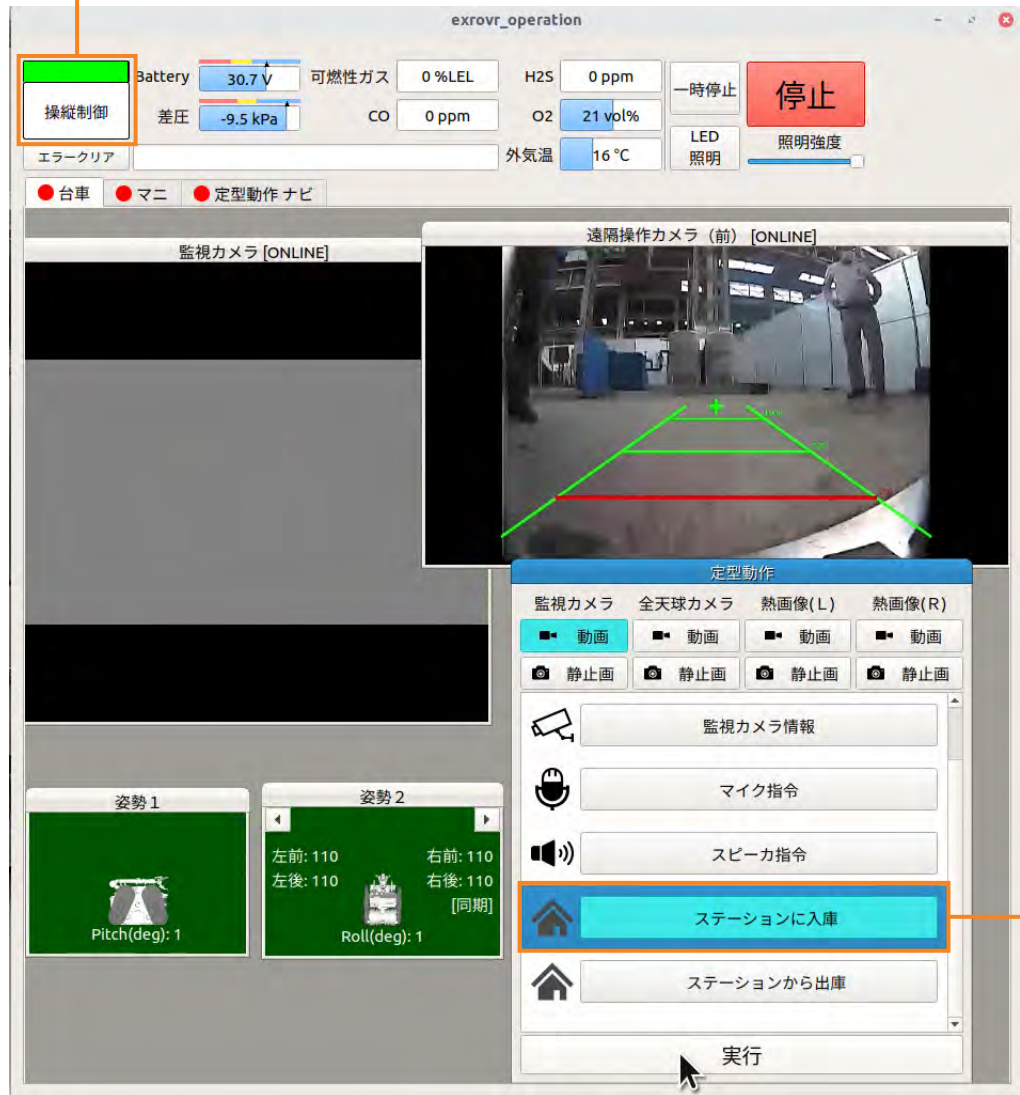 exrovr_operation
操縦制御
Battery 30.7 V 可燃性ガス 0 %LEL H2S 0 ppm 一時停止 停止
差圧 -9.5 kPa CO 0 ppm O2 21 vol%
エラークリア 外気温 16 °C LED 照明 照明強度
台車 マニ 定型動作 ナビ
監視カメラ [ONLINE]
遠隔操作カメラ（前） [ONLINE]
定型動作
監視カメラ 全天球カメラ 熱画像(L) 熱画像(R)
動画 動画 動画 動画
静止画 静止画 静止画 静止画
監視カメラ情報
マイク指令
スピーカ指令
ステーションに入庫
ステーションから出庫
実行
姿勢１
Pitch(deg): 1
姿勢２
左前: 110 右前: 110
左後: 110 右後: 110
[同期]
Roll(deg): 1